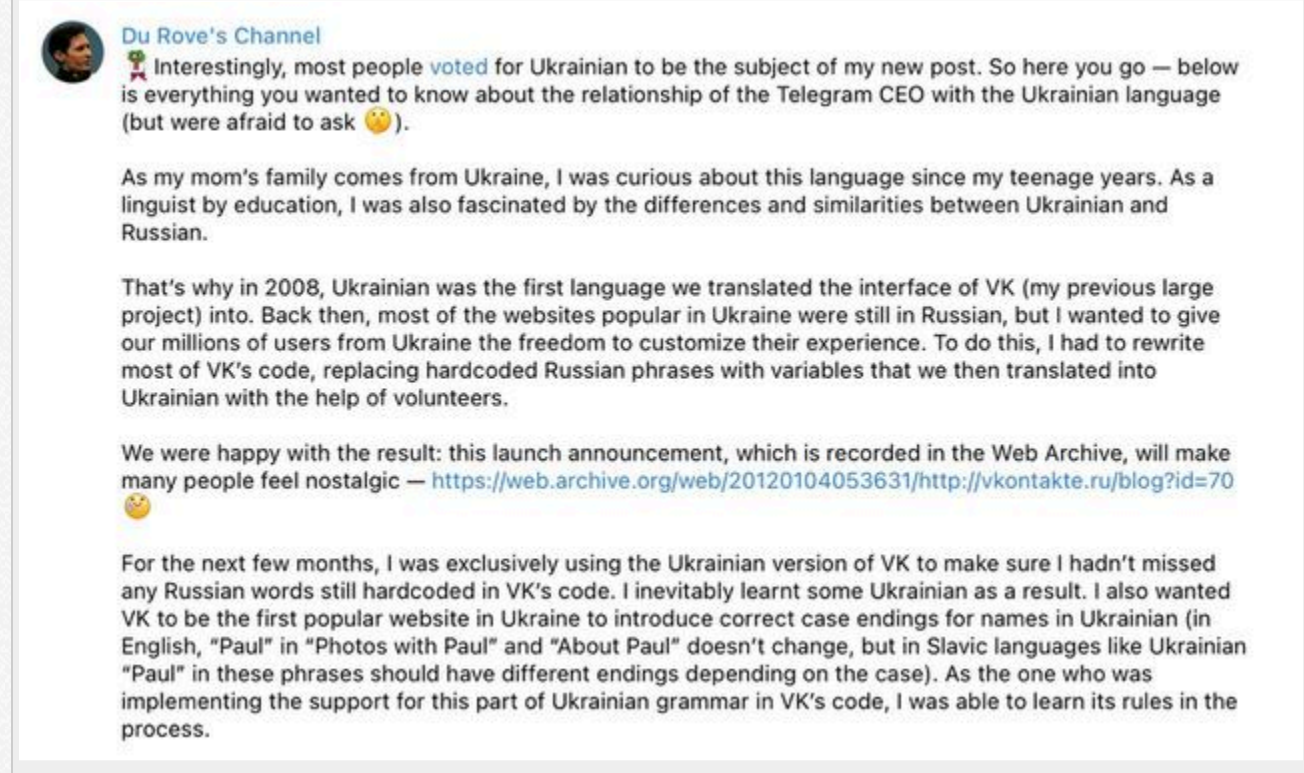 Du Rove's Channel
Interestingly, most people voted for Ukrainian to be the subject of my new post. So here you go — below
is everything you wanted to know about the relationship of the Telegram CEO with the Ukrainian language
(but were afraid to ask 🤫).
As my mom's family comes from Ukraine, I was curious about this language since my teenage years. As a
linguist by education, I was also fascinated by the differences and similarities between Ukrainian and
Russian.
That's why in 2008, Ukrainian was the first language we translated the interface of VK (my previous large
project) into. Back then, most of the websites popular in Ukraine were still in Russian, but I wanted to give
our millions of users from Ukraine the freedom to customize their experience. To do this, I had to rewrite
most of VK's code, replacing hardcoded Russian phrases with variables that we then translated into
Ukrainian with the help of volunteers.
We were happy with the result: this launch announcement, which is recorded in the Web Archive, will make
many people feel nostalgic — https://web.archive.org/web/20120104053631/http://vkontakte.ru/blog?id=70
For the next few months, I was exclusively using the Ukrainian version of VK to make sure I hadn't missed
any Russian words still hardcoded in VK's code. I inevitably learnt some Ukrainian as a result. I also wanted
VK to be the first popular website in Ukraine to introduce correct case endings for names in Ukrainian (in
English, "Paul" in "Photos with Paul" and "About Paul" doesn't change, but in Slavic languages like Ukrainian
"Paul" in these phrases should have different endings depending on the case). As the one who was
implementing the support for this part of Ukrainian grammar in VK's code, I was able to learn its rules in the
process.